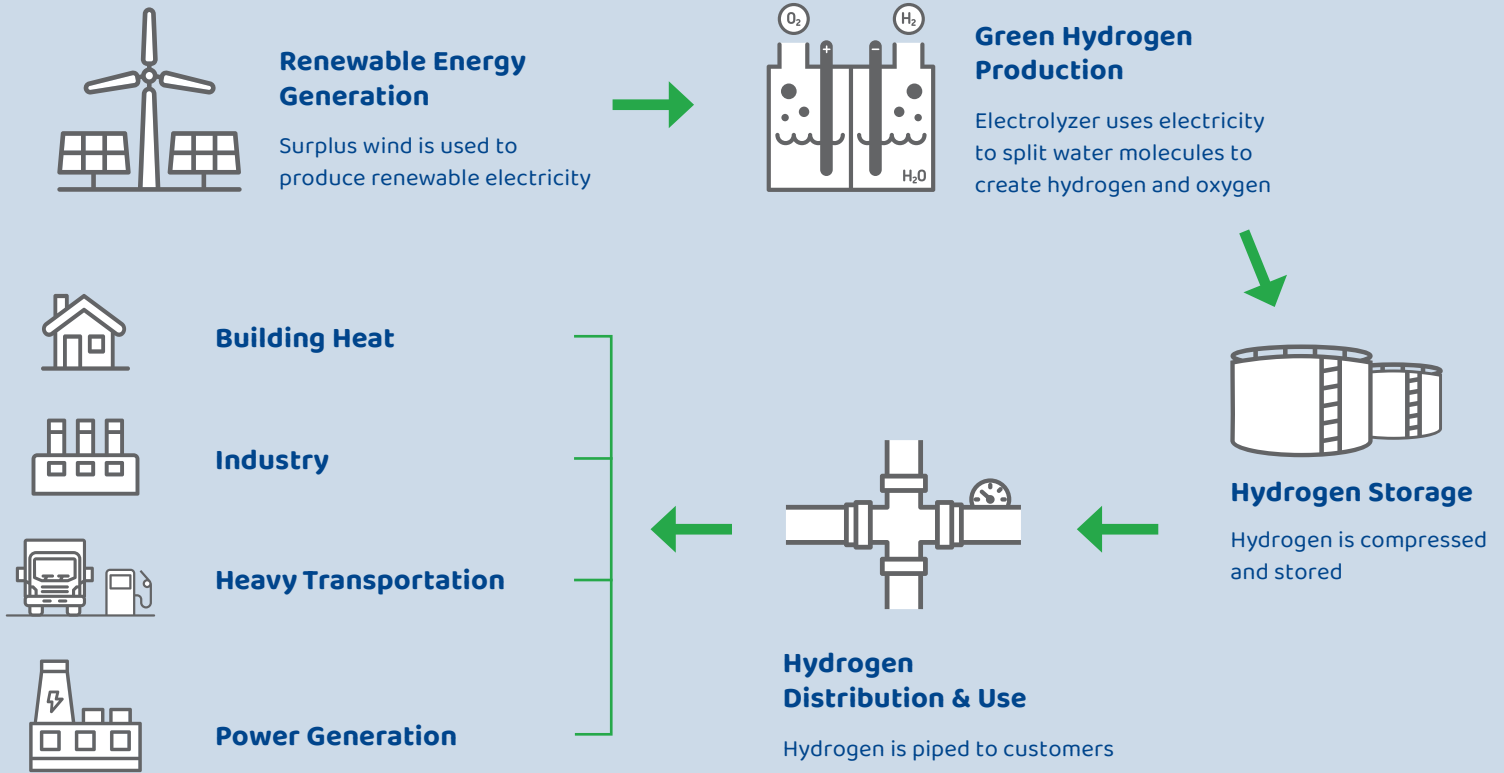 Renewable Energy
Generation
Surplus wind is used to
produce renewable electricity
O₂
H₂
+
−
H₂O
Green Hydrogen
Production
Electrolyzer uses electricity
to split water molecules to
create hydrogen and oxygen
Hydrogen Storage
Hydrogen is compressed
and stored
Hydrogen
Distribution & Use
Hydrogen is piped to customers
Building Heat
Industry
Heavy Transportation
Power Generation